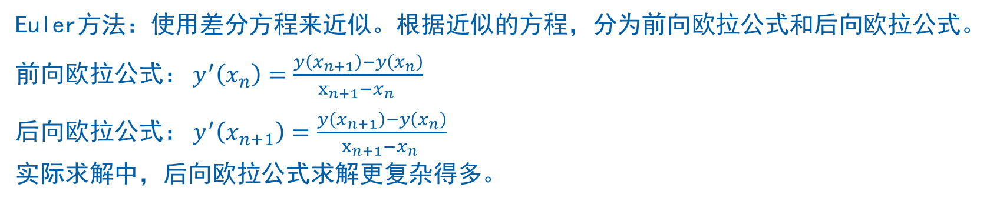 Euler方法：使用差分方程来近似。根据近似的方程，分为前向欧拉公式和后向欧拉公式。
前向欧拉公式：$y'(x_n) = \frac{y(x_{n+1})-y(x_n)}{\mathrm{x}_{n+1}-x_n}$
后向欧拉公式：$y'(x_{n+1}) = \frac{y(x_{n+1})-y(x_n)}{\mathrm{x}_{n+1}-x_n}$
实际求解中，后向欧拉公式求解更复杂得多。